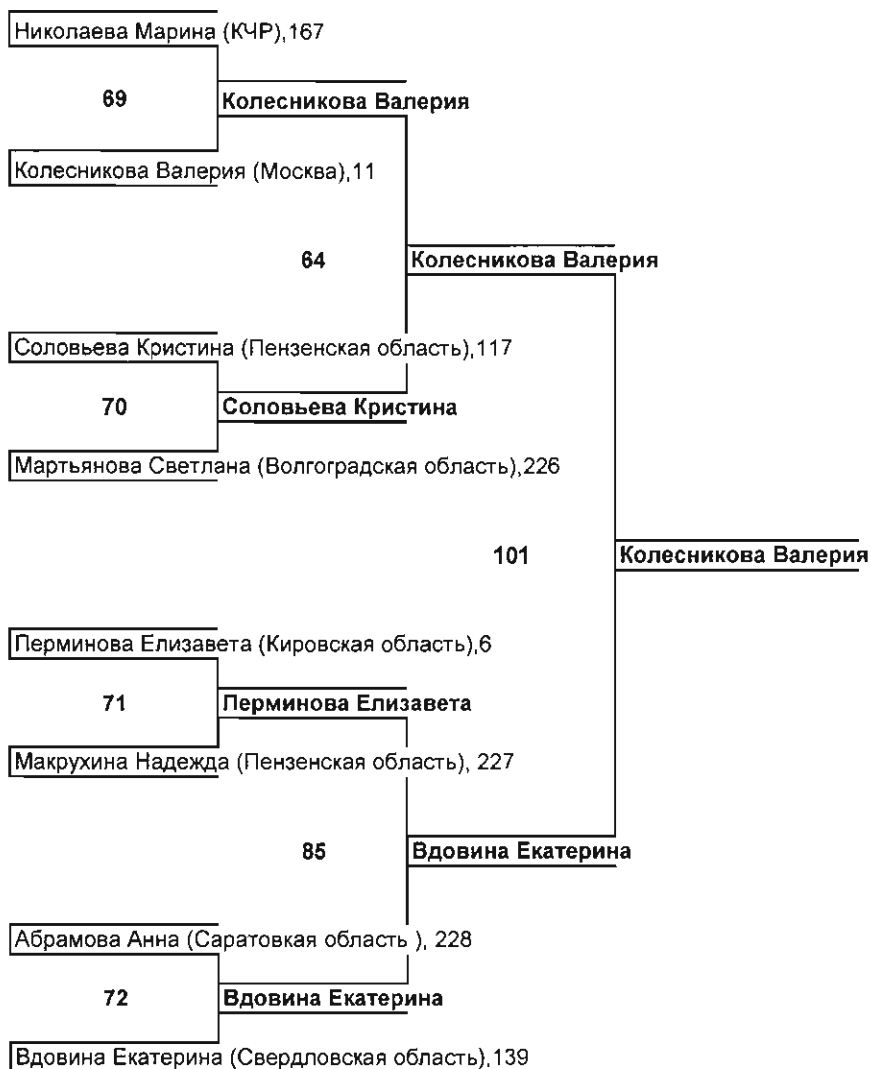 Николаева Марина (КЧР),167
69 Колесникова Валерия
Колесникова Валерия (Москва),11
64 Колесникова Валерия
Соловьева Кристина (Пензенская область),117
70 Соловьева Кристина
Мартьянова Светлана (Волгоградская область),226
101 Колесникова Валерия
Перминова Елизавета (Кировская область),6
71 Перминова Елизавета
Макрухина Надежда (Пензенская область), 227
85 Вдовина Екатерина
Абрамова Анна (Саратовкая область ), 228
72 Вдовина Екатерина
Вдовина Екатерина (Свердловская область),139